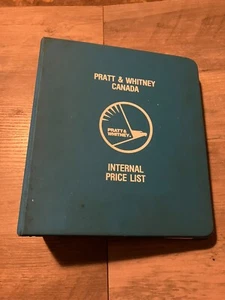 PRATT & WHITNEY
CANADA
PRATT &
WHITNEY
INTERNAL
PRICE LIST